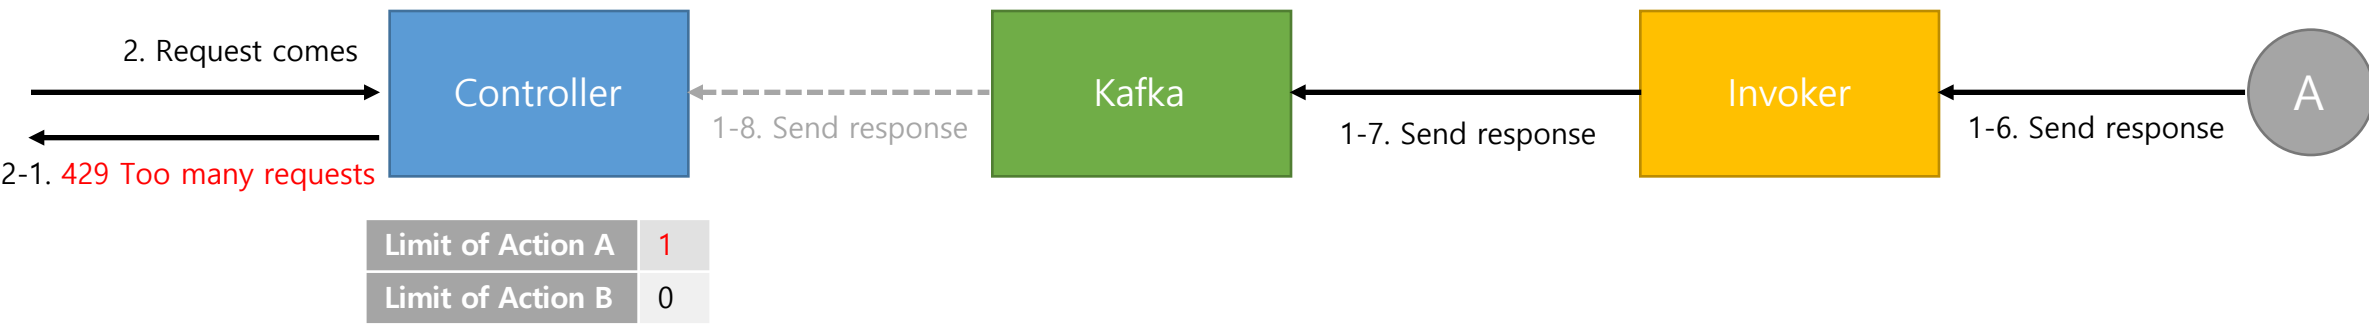 2. Request comes
Controller
Kafka
Invoker
A
1-8. Send response
1-7. Send response
1-6. Send response
2-1. 429 Too many requests
Limit of Action A 1
Limit of Action B 0